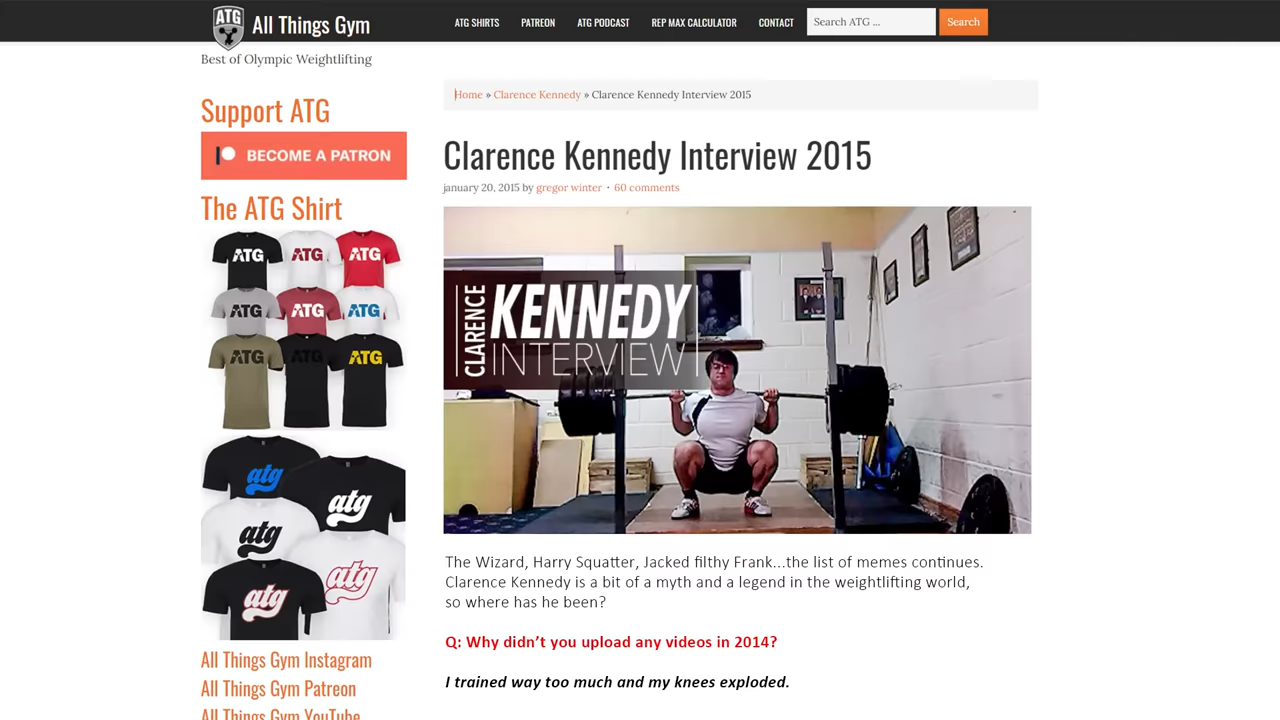 ATG
All Things Gym
ATG SHIRTS
PATREON
ATG PODCAST
REP MAX CALCULATOR
CONTACT
Search ATG ...
Search
Best of Olympic Weightlifting
Support ATG
BECOME A PATRON
The ATG Shirt
ATG ATG ATG
ATG ATG ATG
ATG ATG ATG
atg
atg
atg
atg
atg
All Things Gym Instagram
All Things Gym Patreon
All Things Gym YouTube
Home » Clarence Kennedy » Clarence Kennedy Interview 2015
Clarence Kennedy Interview 2015
january 20, 2015 by gregor winter · 60 comments
CLARENCE
KENNEDY
INTERVIEW
The Wizard, Harry Squatter, Jacked filthy Frank...the list of memes continues.
Clarence Kennedy is a bit of a myth and a legend in the weightlifting world,
so where has he been?
Q: Why didn’t you upload any videos in 2014?
I trained way too much and my knees exploded.